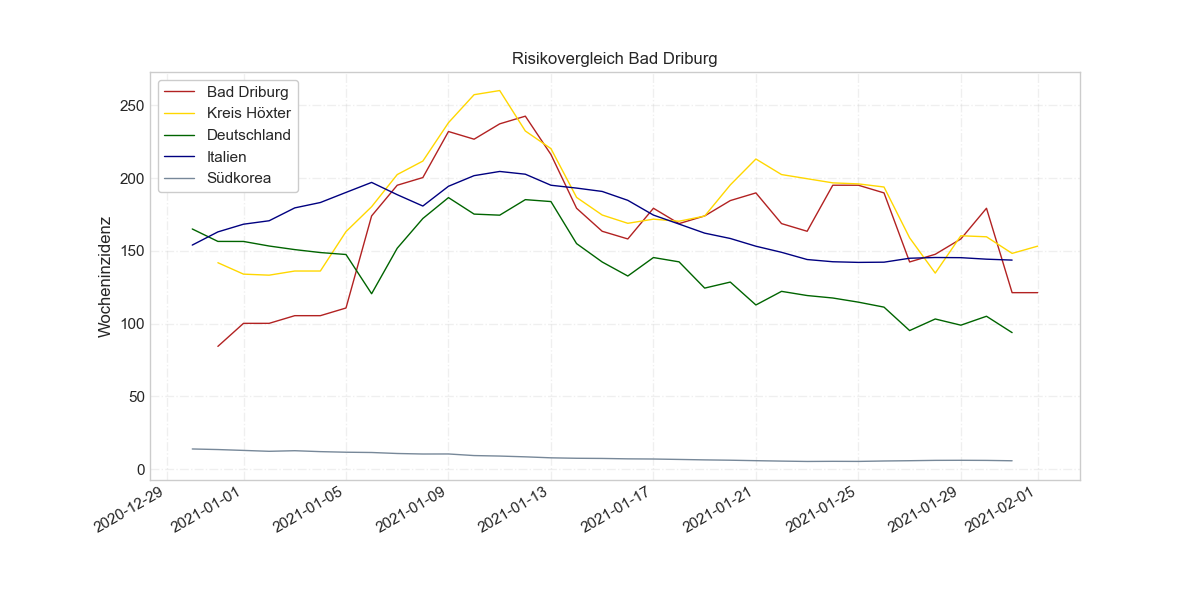 Risikovergleich Bad Driburg
Bad Driburg
Kreis Höxter
Deutschland
Italien
Südkorea
Wocheninzidenz
250
200
150
100
50
0
2020-12-29
2021-01-01
2021-01-05
2021-01-09
2021-01-13
2021-01-17
2021-01-21
2021-01-25
2021-01-29
2021-02-01